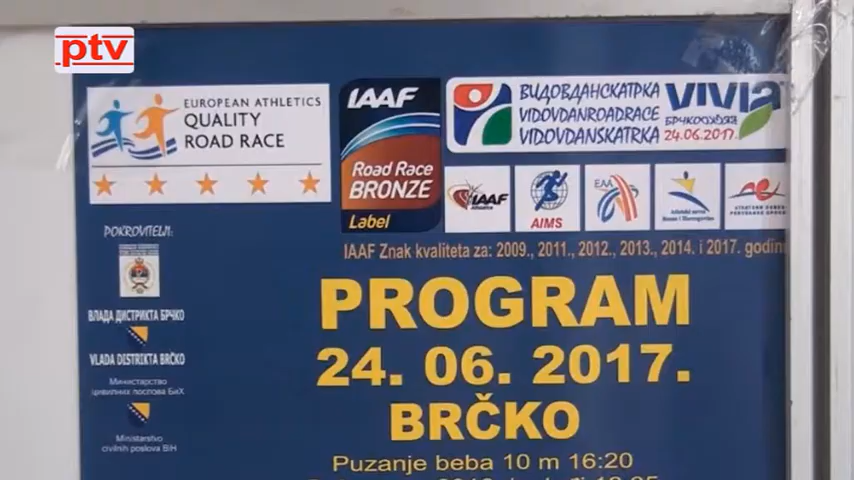 ptv
EUROPEAN ATHLETICS
QUALITY
ROAD RACE
IAAF
Road Race
BRONZE
Label
ВИДОВДАНСКАТРКА
VIDOVDANROADRACE
VIDOVDANSKATRKA
VIVIA
24.06.2017.
IAAF
AIMS
EAA
IAAF Znak kvaliteta za: 2009., 2011., 2012., 2013., 2014. i 2017. godin
POKROVITELJI:
ВЛАДА ДИСТРИКТА БРЧКО
VLADA DISTRIKTA BRČKO
Министарство
цивилних послова БиХ
Ministarstvo
civilnih poslova BiH
PROGRAM
24. 06. 2017.
BRČKO
Puzanje beba 10 m 16:20